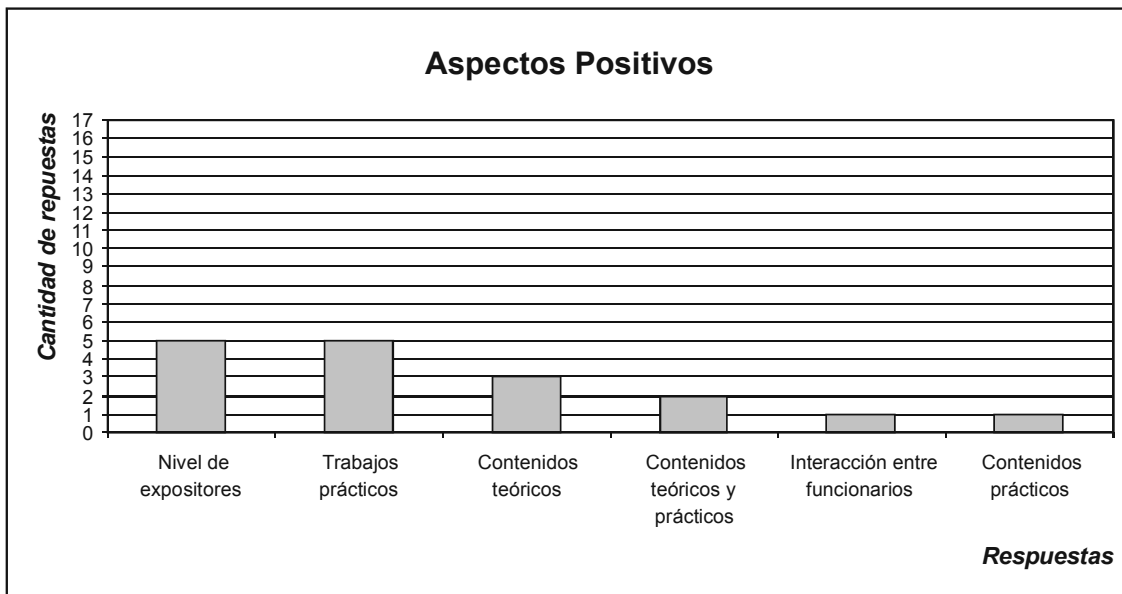 Aspectos Positivos
Cantidad de repuestas
17
16
15
14
13
12
11
10
9
8
7
6
5
4
3
2
1
0
Nivel de
expositores
Trabajos
prácticos
Contenidos
teóricos
Contenidos
teóricos y
prácticos
Interacción entre
funcionarios
Contenidos
prácticos
Respuestas